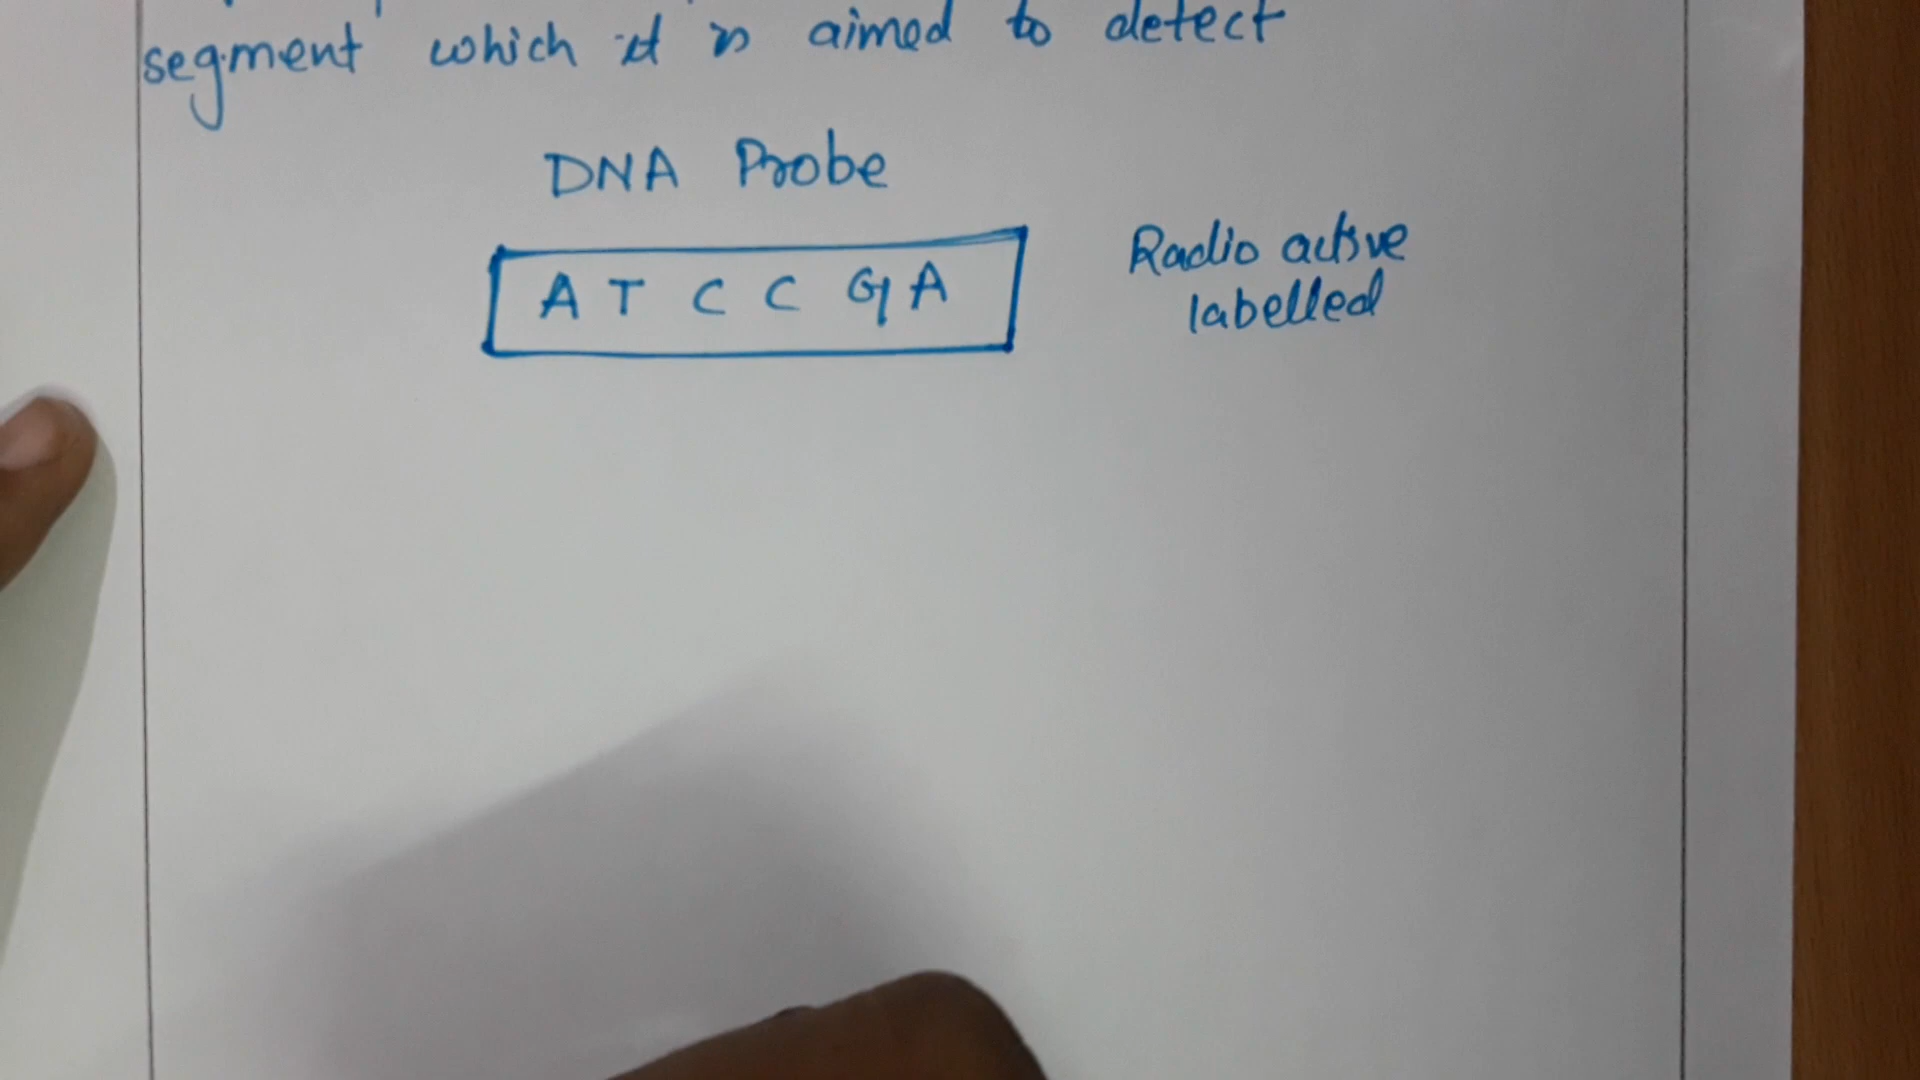 segment which it is aimed to detect
DNA Probe
A T C C G A
Radio active
labelled